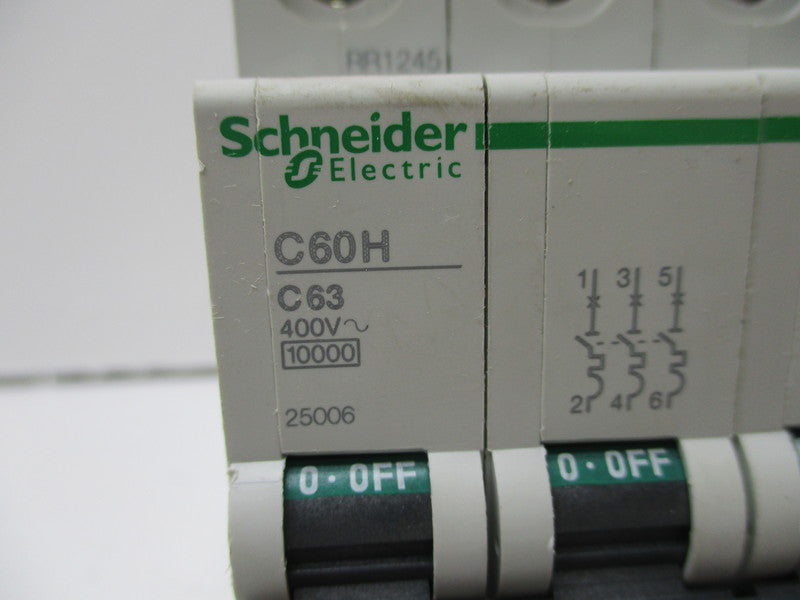 RR1245
Schneider
Electric
C60H
C63
400V~
10000
25006
1 3 5
2 4 6
0·OFF
0·OFF